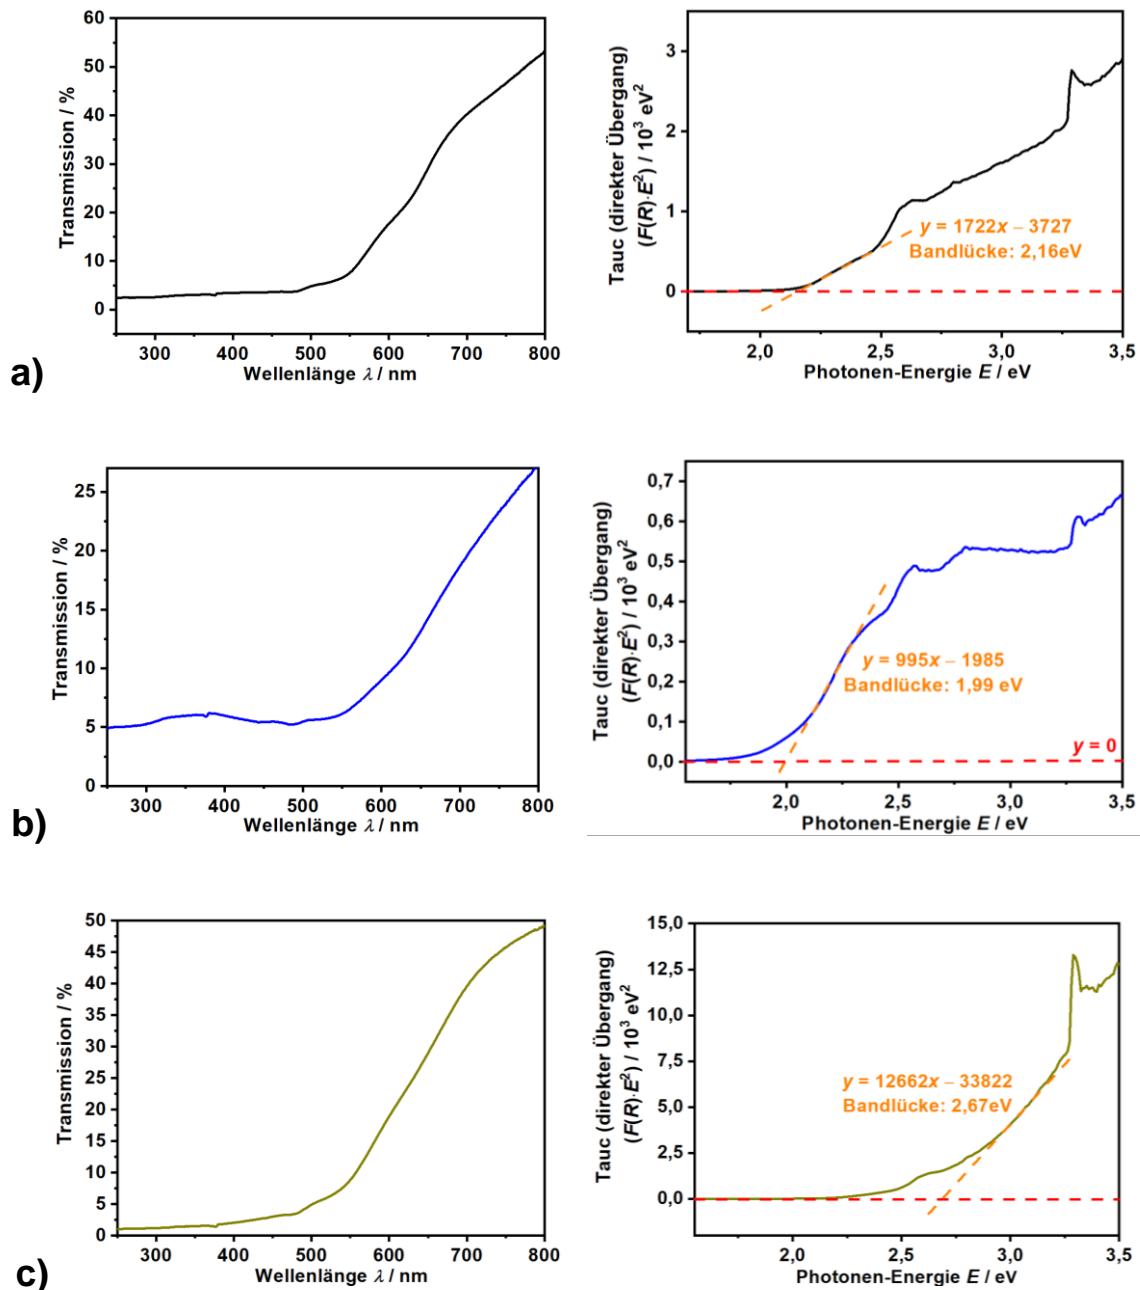 60
50
40
30
20
10
0
Transmission / %
300 400 500 600 700 800
Wellenlänge λ / nm
3
2
1
0
Tauc (direkter Übergang)
(F(R)·E²) / 10³ eV²
y = 1722x – 3727
Bandlücke: 2,16eV
2,0 2,5 3,0 3,5
Photonen-Energie E / eV
a)
25
20
15
10
5
0
Transmission / %
300 400 500 600 700 800
Wellenlänge λ / nm
0,7
0,6
0,5
0,4
0,3
0,2
0,1
0,0
Tauc (direkter Übergang)
(F(R)·E²) / 10³ eV²
y = 995x – 1985
Bandlücke: 1,99 eV
y = 0
2,0 2,5 3,0 3,5
Photonen-Energie E / eV
b)
50
45
40
35
30
25
20
15
10
5
0
Transmission / %
300 400 500 600 700 800
Wellenlänge λ / nm
15,0
12,5
10,0
7,5
5,0
2,5
0,0
Tauc (direkter Übergang)
(F(R)·E²) / 10³ eV²
y = 12662x – 33822
Bandlücke: 2,67eV
2,0 2,5 3,0 3,5
Photonen-Energie E / eV
c)